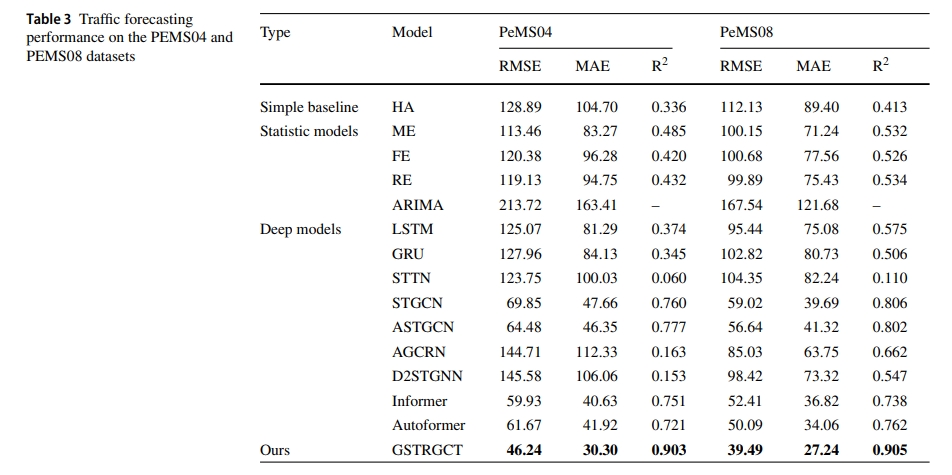 Table 3 Traffic forecasting
performance on the PEMS04 and
PEMS08 datasets
Type Model PeMS04 PeMS08
RMSE MAE R² RMSE MAE R²
Simple baseline HA 128.89 104.70 0.336 112.13 89.40 0.413
Statistic models ME 113.46 83.27 0.485 100.15 71.24 0.532
FE 120.38 96.28 0.420 100.68 77.56 0.526
RE 119.13 94.75 0.432 99.89 75.43 0.534
ARIMA 213.72 163.41 – 167.54 121.68 –
Deep models LSTM 125.07 81.29 0.374 95.44 75.08 0.575
GRU 127.96 84.13 0.345 102.82 80.73 0.506
STTN 123.75 100.03 0.060 104.35 82.24 0.110
STGCN 69.85 47.66 0.760 59.02 39.69 0.806
ASTGCN 64.48 46.35 0.777 56.64 41.32 0.802
AGCRN 144.71 112.33 0.163 85.03 63.75 0.662
D2STGNN 145.58 106.06 0.153 98.42 73.32 0.547
Informer 59.93 40.63 0.751 52.41 36.82 0.738
Autoformer 61.67 41.92 0.721 50.09 34.06 0.762
Ours GSTRGCT 46.24 30.30 0.903 39.49 27.24 0.905